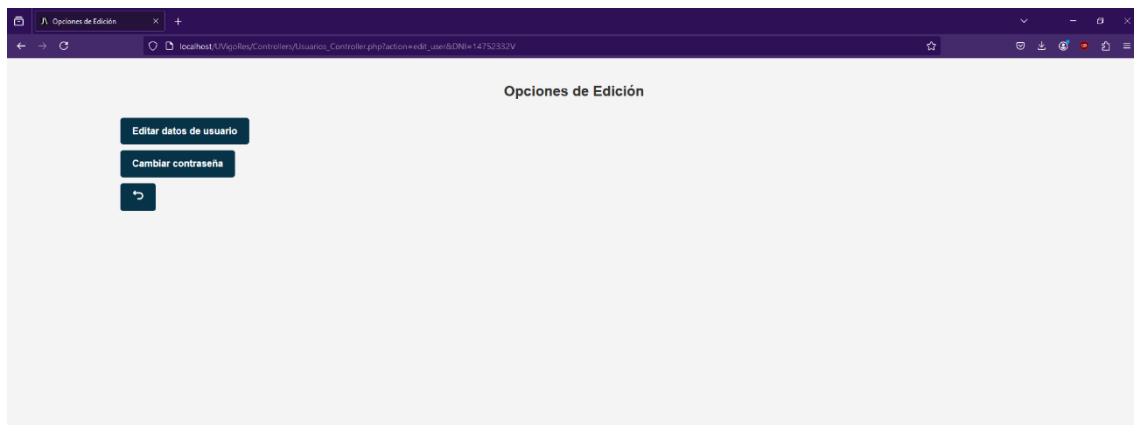 Opciones de Edición
localhost/UVigoRes/Controllers/Usuarios_Controller.php?action=edit_user&DNI=14752332V
Opciones de Edición
Editar datos de usuario
Cambiar contraseña